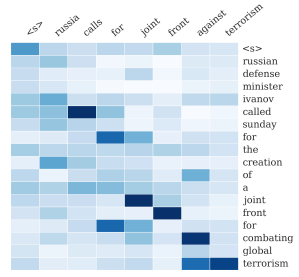 <s> russia calls for joint front against terrorism
<s>
russian
defense
minister
ivanov
called
sunday
for
the
creation
of
a
joint
front
for
combating
global
terrorism